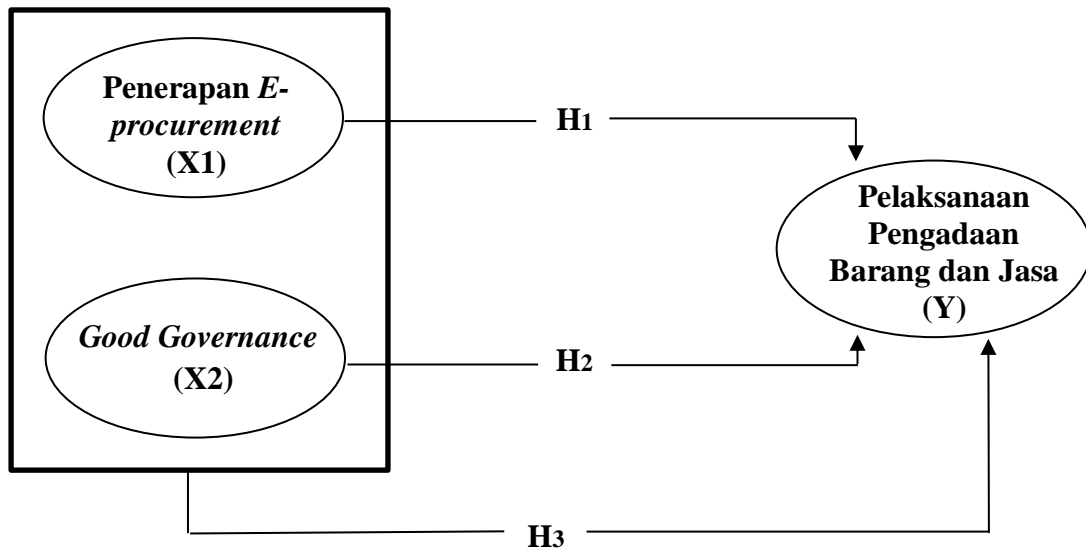 Penerapan E-
procurement
(X1)
H1
Pelaksanaan
Pengadaan
Barang dan Jasa
(Y)
Good Governance
(X2)
H2
H3